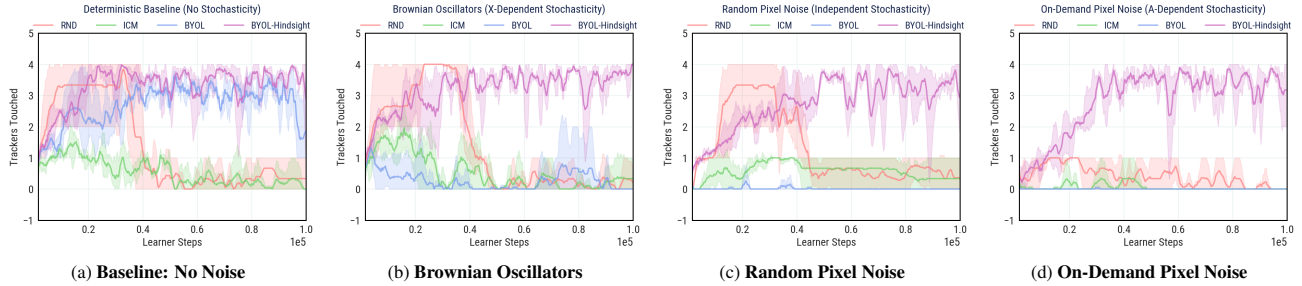 Deterministic Baseline (No Stochasticity)
RND ICM BYOL BYOL-Hindsight
5
4
3
2
1
0
−1
Trackers Touched
0.2 0.4 0.6 0.8 1.0
Learner Steps
1e5
(a) Baseline: No Noise
Brownian Oscillators (X-Dependent Stochasticity)
RND ICM BYOL BYOL-Hindsight
5
4
3
2
1
0
−1
Trackers Touched
0.2 0.4 0.6 0.8 1.0
Learner Steps
1e5
(b) Brownian Oscillators
Random Pixel Noise (Independent Stochasticity)
RND ICM BYOL BYOL-Hindsight
5
4
3
2
1
0
−1
Trackers Touched
0.2 0.4 0.6 0.8 1.0
Learner Steps
1e5
(c) Random Pixel Noise
On-Demand Pixel Noise (A-Dependent Stochasticity)
RND ICM BYOL BYOL-Hindsight
5
4
3
2
1
0
−1
Trackers Touched
0.2 0.4 0.6 0.8 1.0
Learner Steps
1e5
(d) On-Demand Pixel Noise